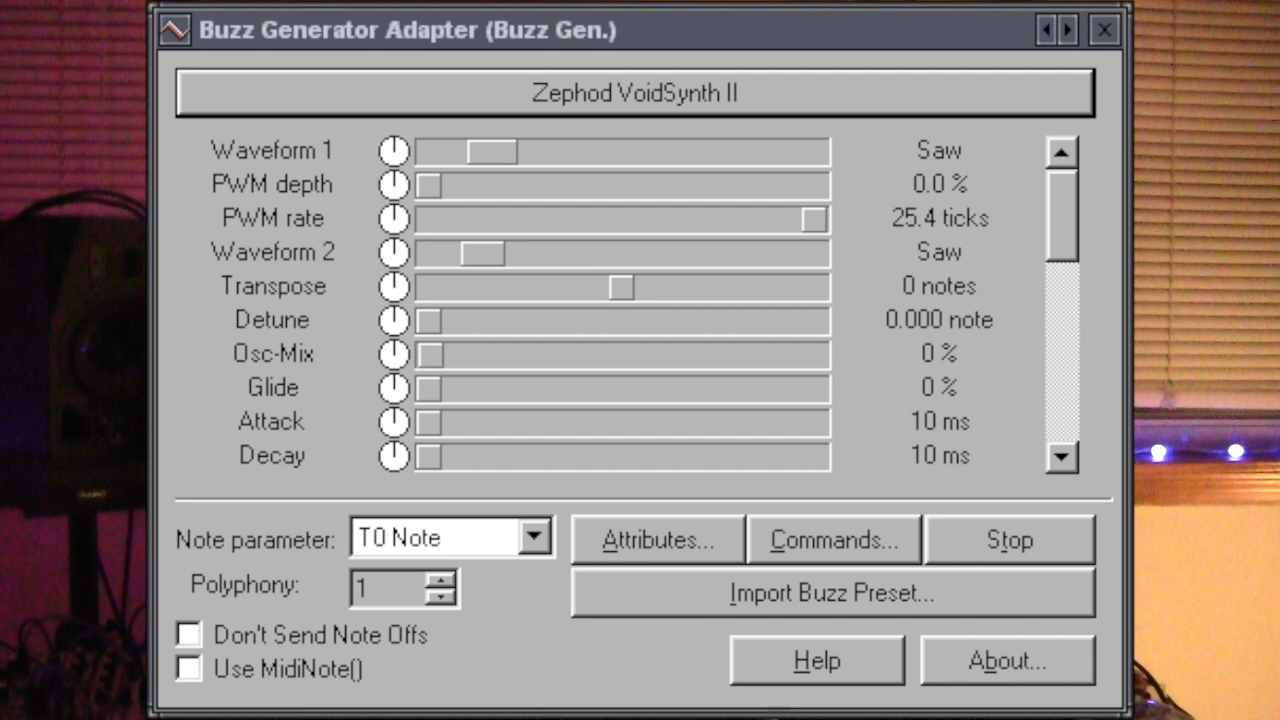 Buzz Generator Adapter (Buzz Gen.)
Zephod VoidSynth II
Waveform 1 Saw
PWM depth 0.0 %
PWM rate 25.4 ticks
Waveform 2 Saw
Transpose 0 notes
Detune 0.000 note
Osc-Mix 0 %
Glide 0 %
Attack 10 ms
Decay 10 ms
Note parameter: T0 Note Attributes... Commands... Stop
Polyphony: 1 Import Buzz Preset...
Don't Send Note Offs
Use MidiNote() Help About...